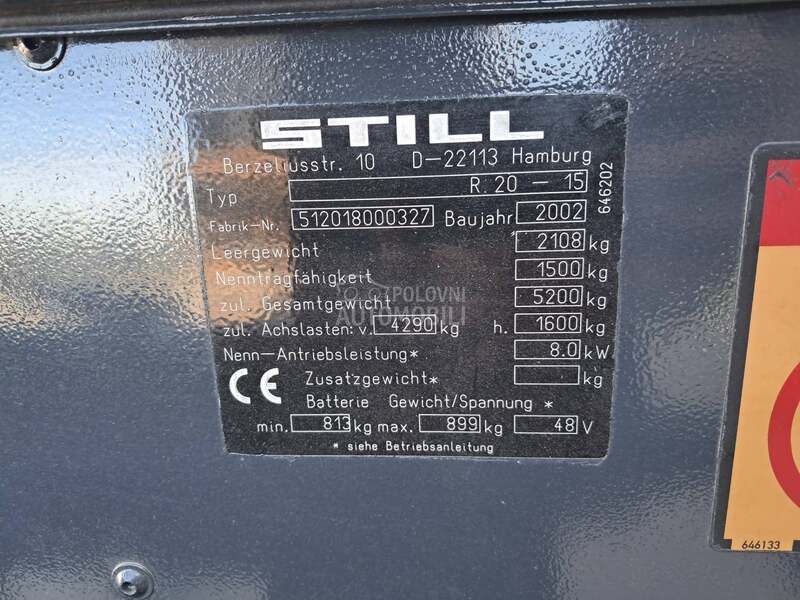 STILL
Berzeliusstr. 10 D-22113 Hamburg
Typ R 20 - 15
Fabrik-Nr. 512018000327 Baujahr 2002
Leergewicht 2108 kg
Nenntragfähigkeit 1500 kg
zul. Gesamtgewicht 5200 kg
zul. Achslasten: v. 4290 kg h. 1600 kg
Nenn-Antriebsleistung* 8.0 kW
CE Zusatzgewicht* kg
Batterie Gewicht/Spannung *
min. 813 kg max. 899 kg 48 V
* siehe Betriebsanleitung
646202
POLOVNI
AUTOMOBILI
646133